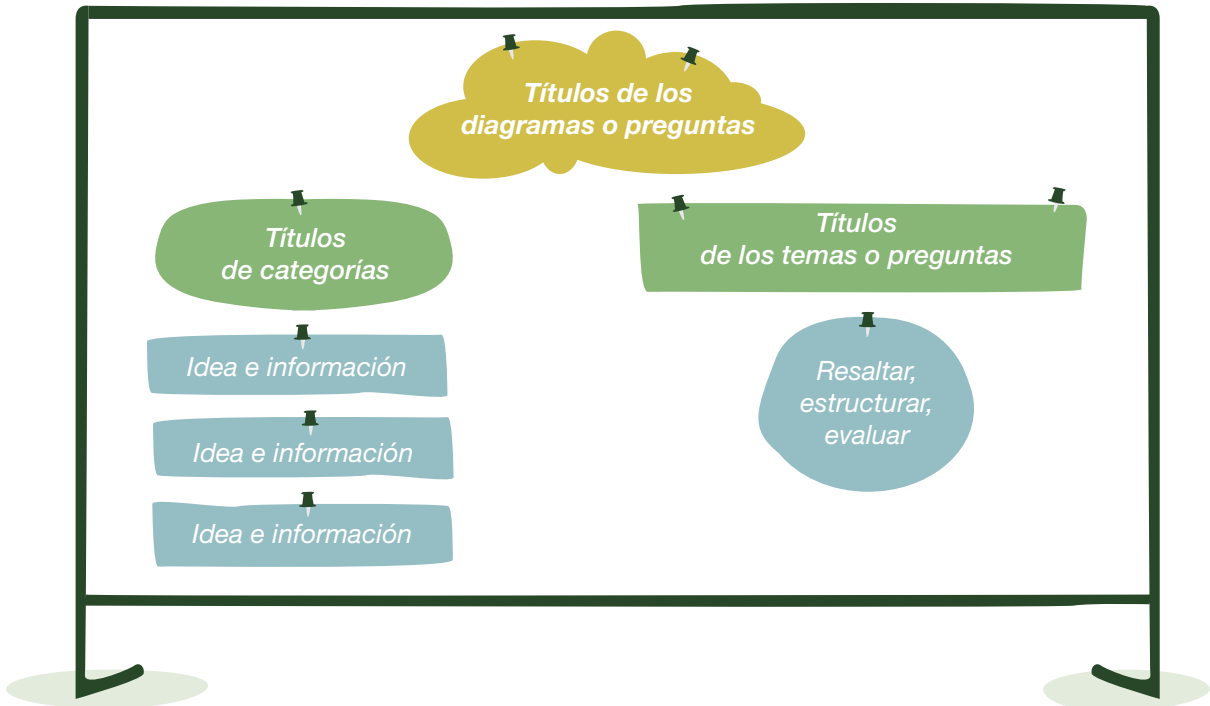 Títulos de los
diagramas o preguntas
Títulos
de categorías
Idea e información
Idea e información
Idea e información
Títulos
de los temas o preguntas
Resaltar,
estructurar,
evaluar